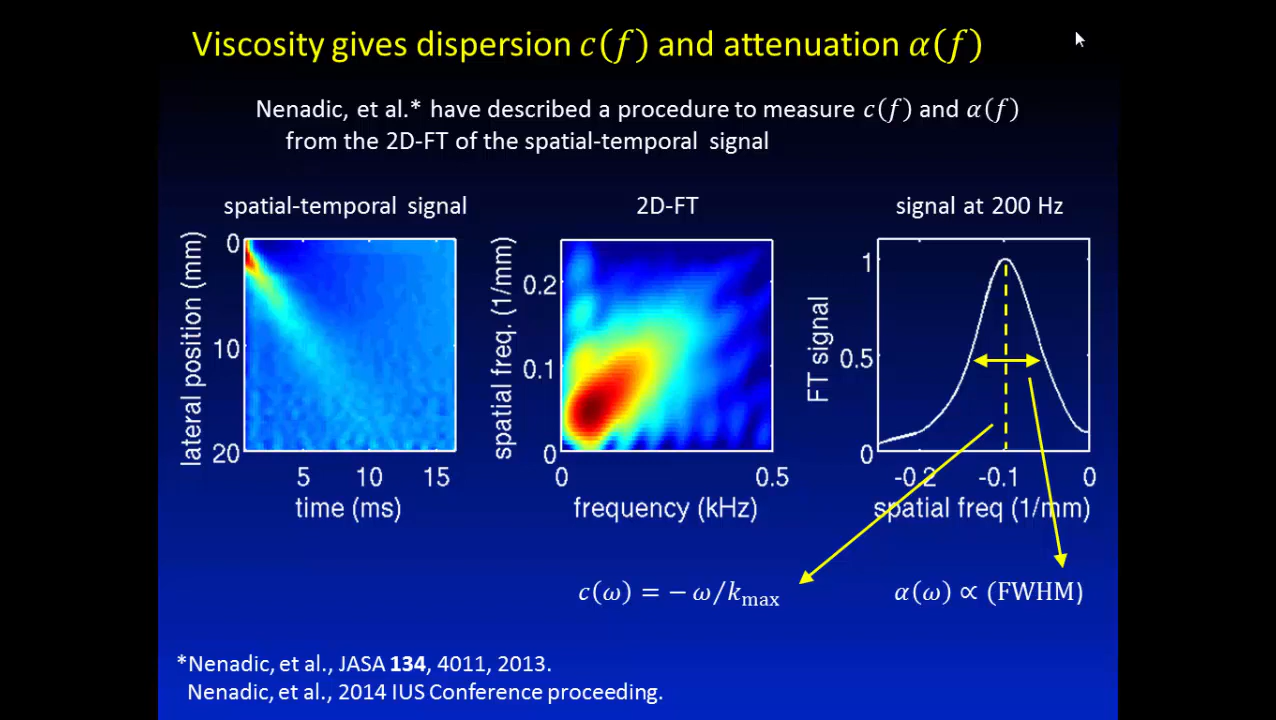 Viscosity gives dispersion c(f) and attenuation α(f)
Nenadic, et al.* have described a procedure to measure c(f) and α(f)
from the 2D-FT of the spatial-temporal signal
spatial-temporal signal
0
10
20
lateral position (mm)
5 10 15
time (ms)
2D-FT
0.2
0.1
0
spatial freq. (1/mm)
0 0.5
frequency (kHz)
signal at 200 Hz
1
0.5
0
FT signal
-0.2 -0.1 0
spatial freq (1/mm)
c(ω) = − ω/kmax
α(ω) ∝ (FWHM)
*Nenadic, et al., JASA 134, 4011, 2013.
Nenadic, et al., 2014 IUS Conference proceeding.